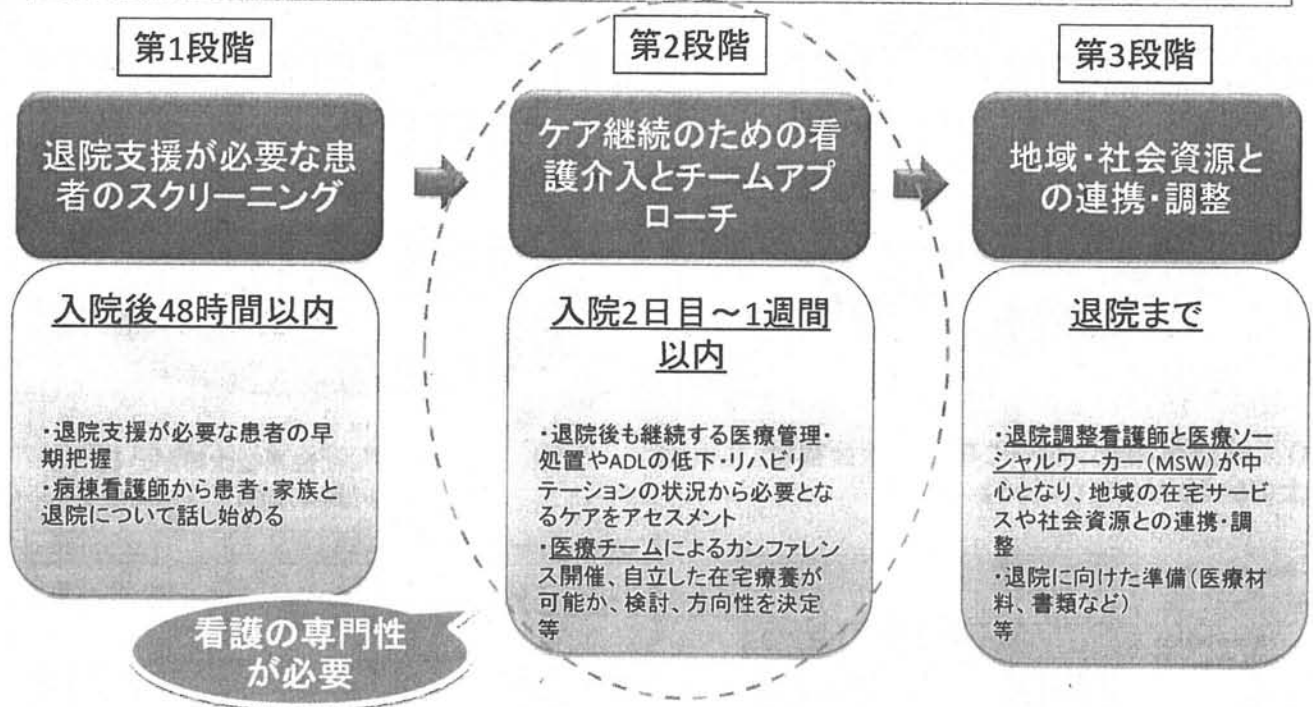 第1段階
退院支援が必要な患
者のスクリーニング
入院後48時間以内
・退院支援が必要な患者の早
期把握
・病棟看護師から患者・家族と
退院について話し始める
看護の専門性
が必要
第2段階
ケア継続のための看
護介入とチームアプ
ローチ
入院2日目～1週間
以内
・退院後も継続する医療管理・
処置やADLの低下・リハビリ
テーションの状況から必要とな
るケアをアセスメント
・医療チームによるカンファレン
ス開催、自立した在宅療養が
可能か、検討、方向性を決定
等
第3段階
地域・社会資源と
の連携・調整
退院まで
・退院調整看護師と医療ソー
シャルワーカー(MSW)が中
心となり、地域の在宅サービ
スや社会資源との連携・調
整
・退院に向けた準備(医療材
料、書類など)
等